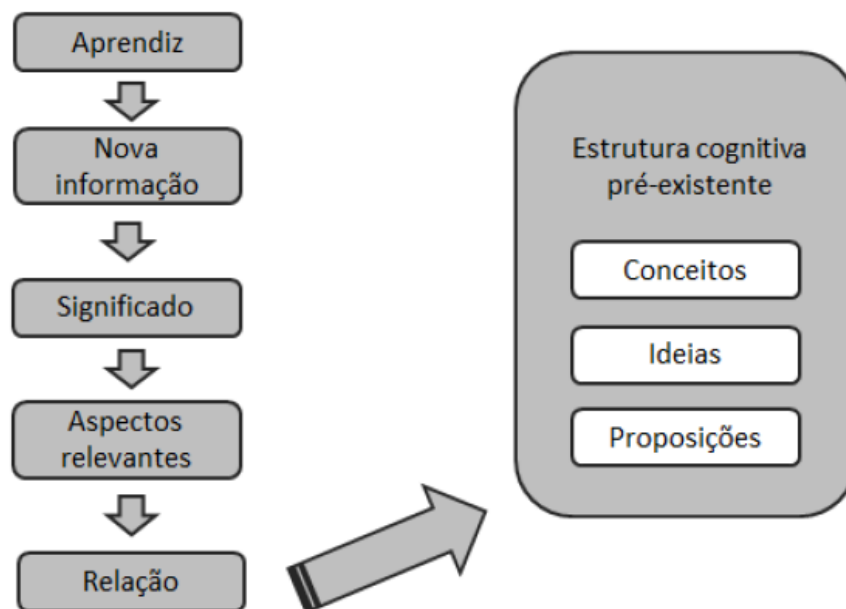 Aprendiz
Nova
informação
Significado
Aspectos
relevantes
Relação
Estrutura cognitiva
pré-existente
Conceitos
Ideias
Proposições